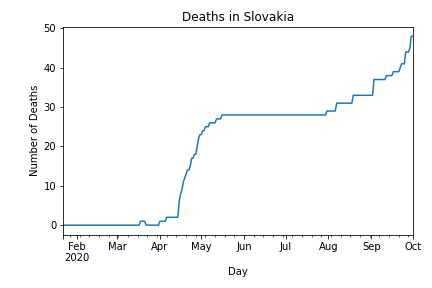 Deaths in Slovakia
50
40
30
20
10
0
Number of Deaths
Feb Mar Apr May Jun Jul Aug Sep Oct
2020
Day